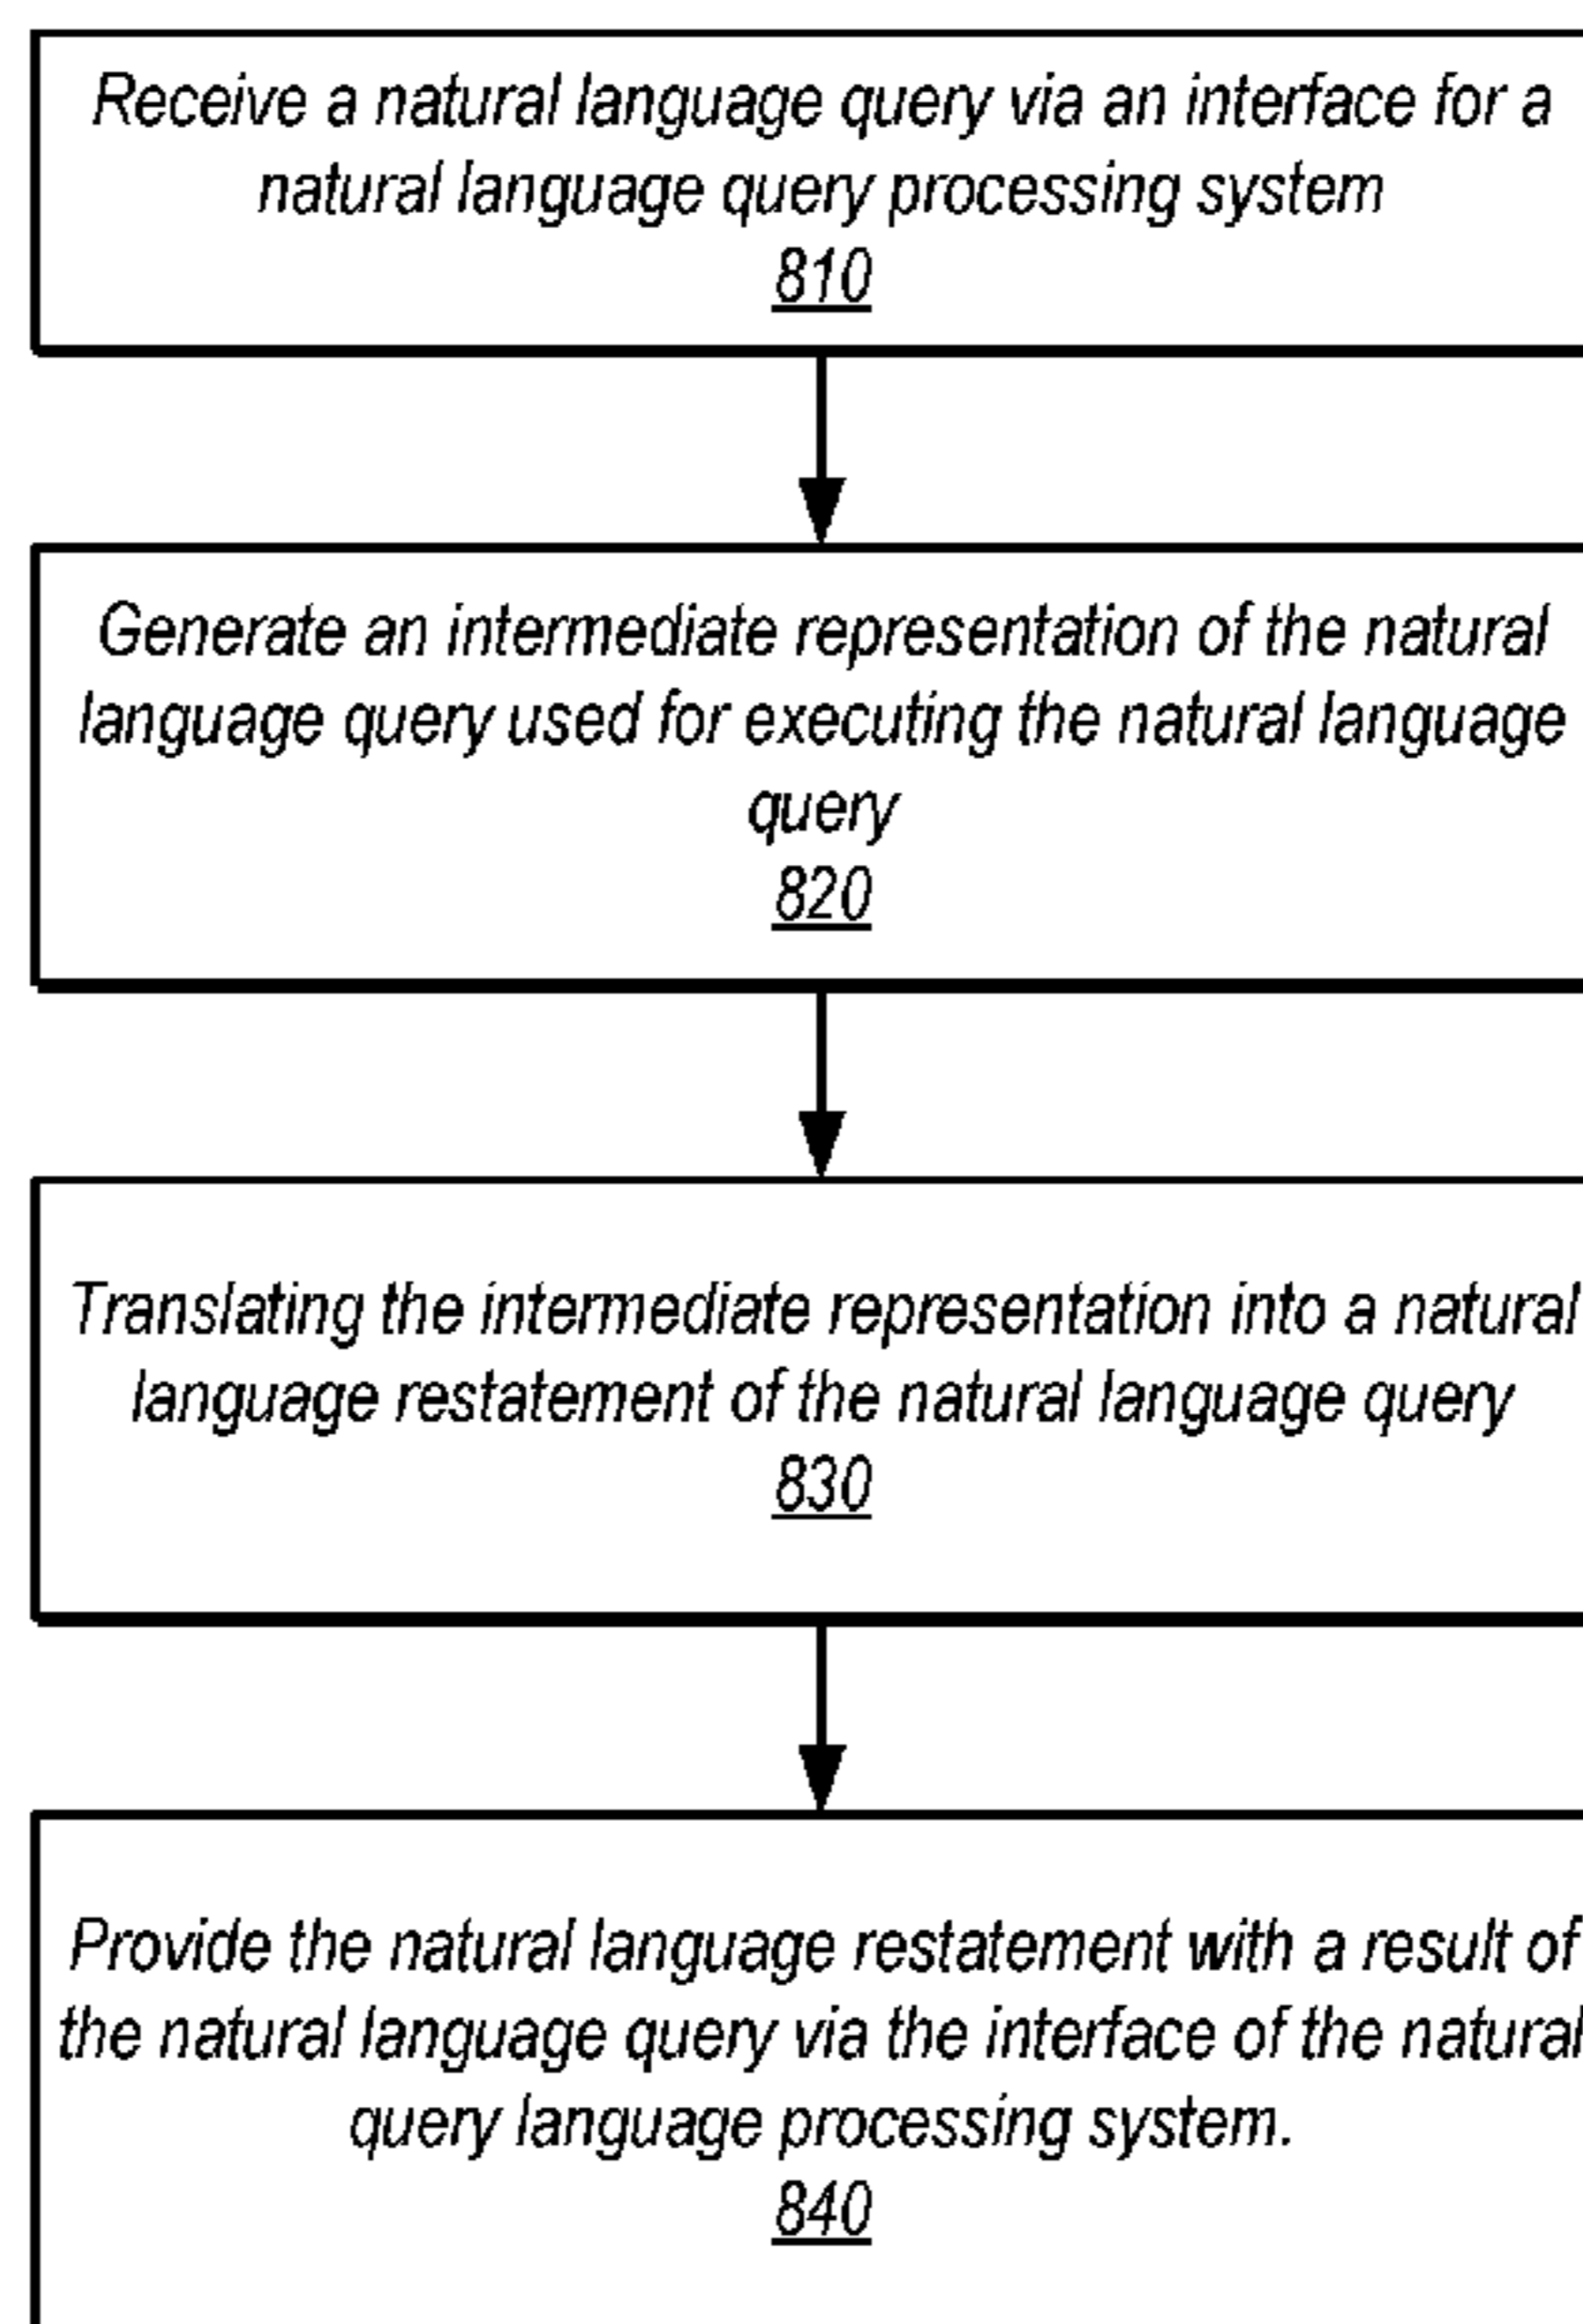 Receive a natural language query via an interface for a
natural language query processing system
810
Generate an intermediate representation of the natural
language query used for executing the natural language
query
820
Translating the intermediate representation into a natural
language restatement of the natural language query
830
Provide the natural language restatement with a result of
the natural language query via the interface of the natural
query language processing system.
840